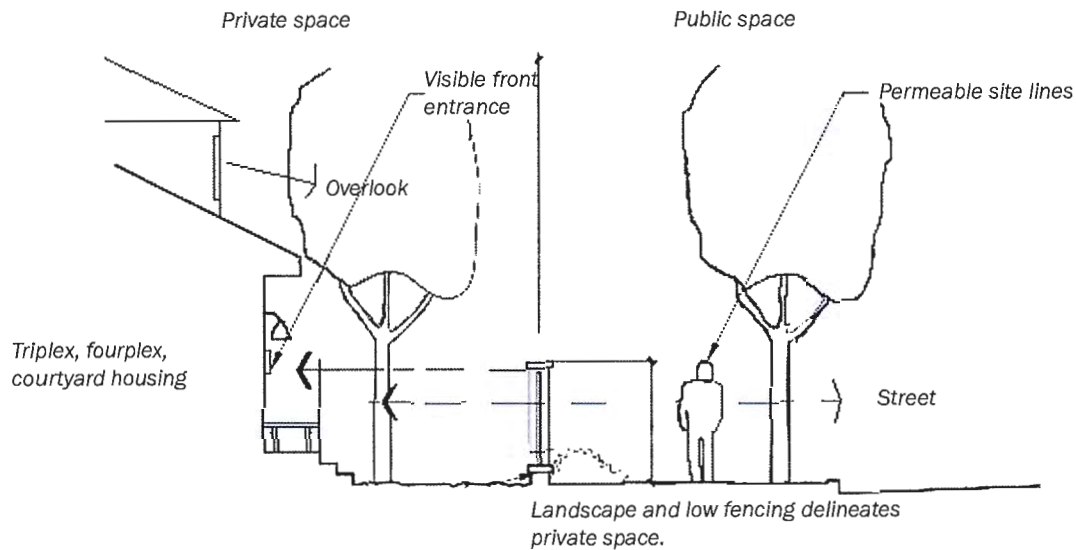 Private space
Public space
Visible front
entrance
Permeable site lines
Overlook
Triplex, fourplex,
courtyard housing
Street
Landscape and low fencing delineates
private space.